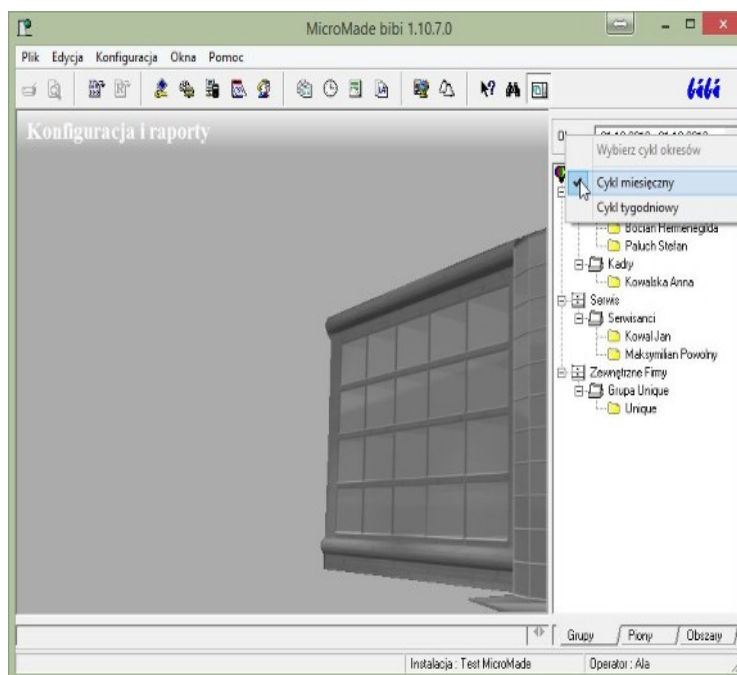 MicroMade bibi 1.10.7.0
Plik Edycja Konfiguracja Okna Pomoc
bibi
Konfiguracja i raporty
Wybierz cykl okresów
Cykl miesięczny
Cykl tygodniowy
Bocian Hermenegilda
Paluch Stefan
Kadry
Kowalska Anna
Serwis
Serwisanci
Kowal Jan
Maksymilian Powolny
Zewnętrzne Firmy
Grupa Unique
Unique
Grupy Piony Obszary
Instalacja : Test MicroMade Operator : Ala